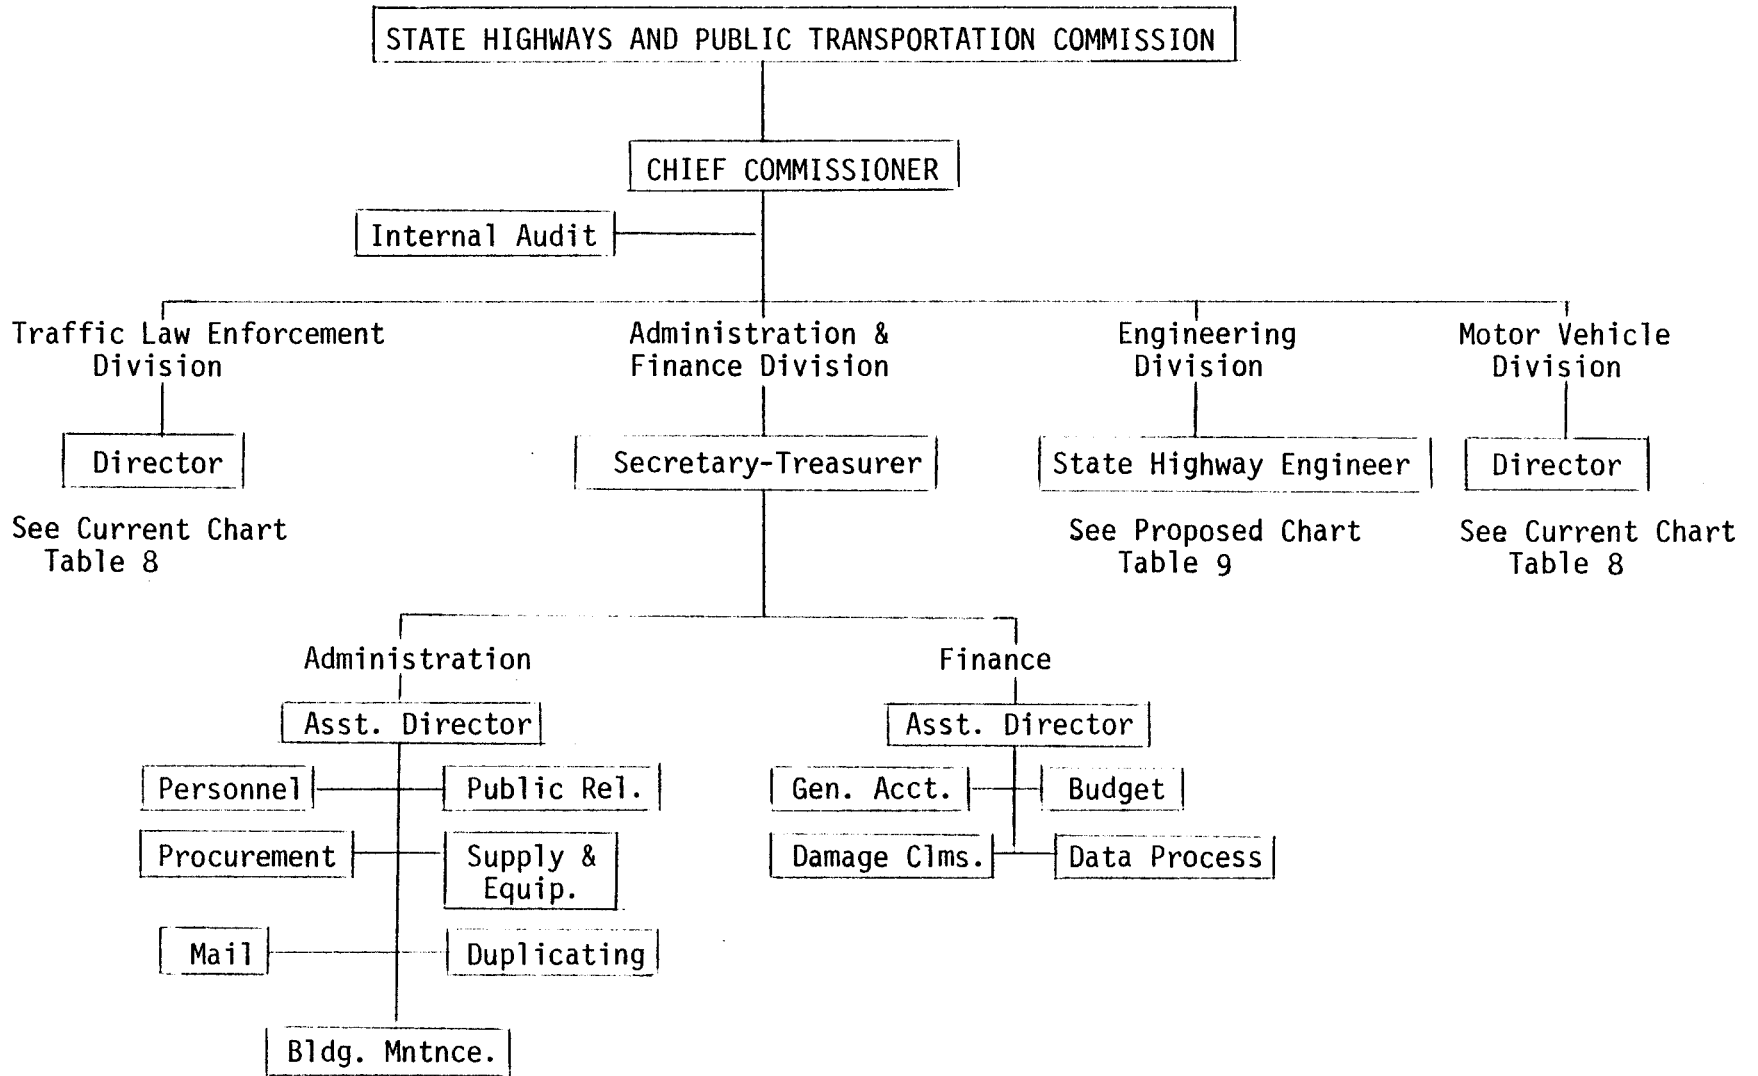 STATE HIGHWAYS AND PUBLIC TRANSPORTATION COMMISSION
CHIEF COMMISSIONER
Internal Audit
Traffic Law Enforcement
Division
Administration &
Finance Division
Engineering
Division
Motor Vehicle
Division
Director
Secretary-Treasurer
State Highway Engineer
Director
See Current Chart
Table 8
See Proposed Chart
Table 9
See Current Chart
Table 8
Administration
Finance
Asst. Director
Asst. Director
Personnel
Public Rel.
Gen. Acct.
Budget
Procurement
Supply &
Equip.
Damage Clms.
Data Process
Mail
Duplicating
Bldg. Mntnce.